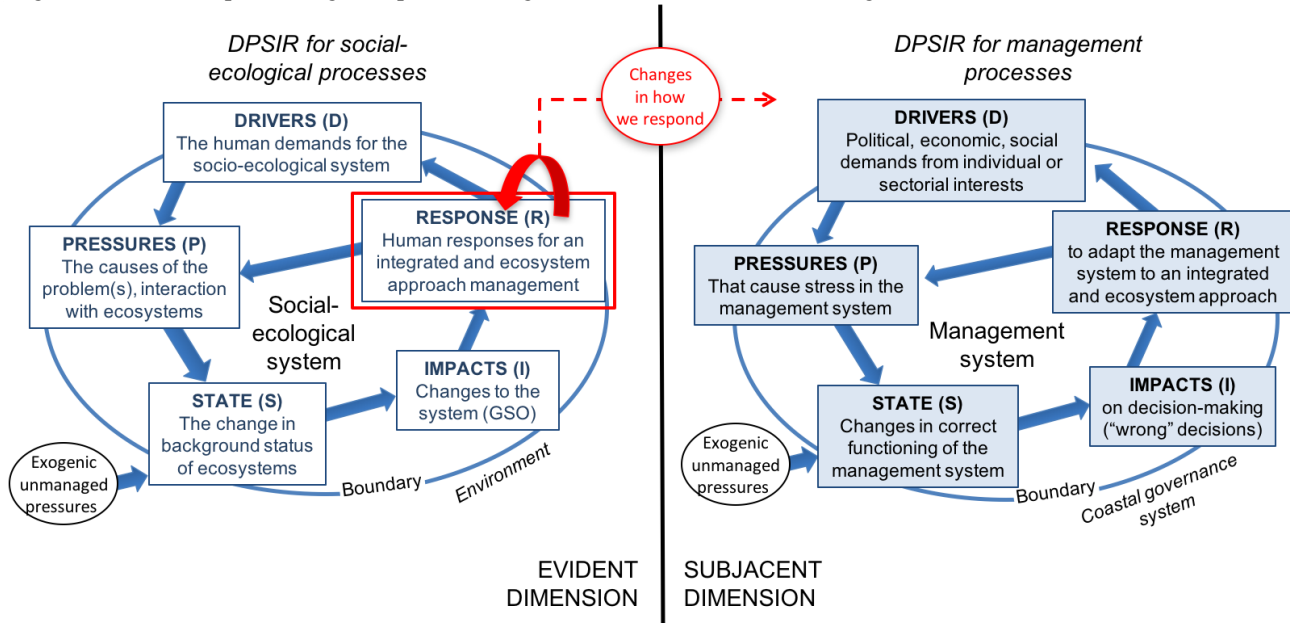 DPSIR for social-
ecological processes
DRIVERS (D)
The human demands for the
socio-ecological system
RESPONSE (R)
Human responses for an
integrated and ecosystem
approach management
PRESSURES (P)
The causes of the
problem(s), interaction
with ecosystems
Social-
ecological
system
IMPACTS (I)
Changes to the
system (GSO)
STATE (S)
The change in
background status
of ecosystems
Exogenic
unmanaged
pressures
Boundary
Environment
EVIDENT
DIMENSION
Changes
in how
we respond
DPSIR for management
processes
DRIVERS (D)
Political, economic, social
demands from individual or
sectorial interests
RESPONSE (R)
to adapt the management
system to an integrated
and ecosystem approach
PRESSURES (P)
That cause stress in the
management system
Management
system
IMPACTS (I)
on decision-making
(“wrong” decisions)
STATE (S)
Changes in correct
functioning of the
management system
Exogenic
unmanaged
pressures
Boundary
Coastal governance
system
SUBJACENT
DIMENSION